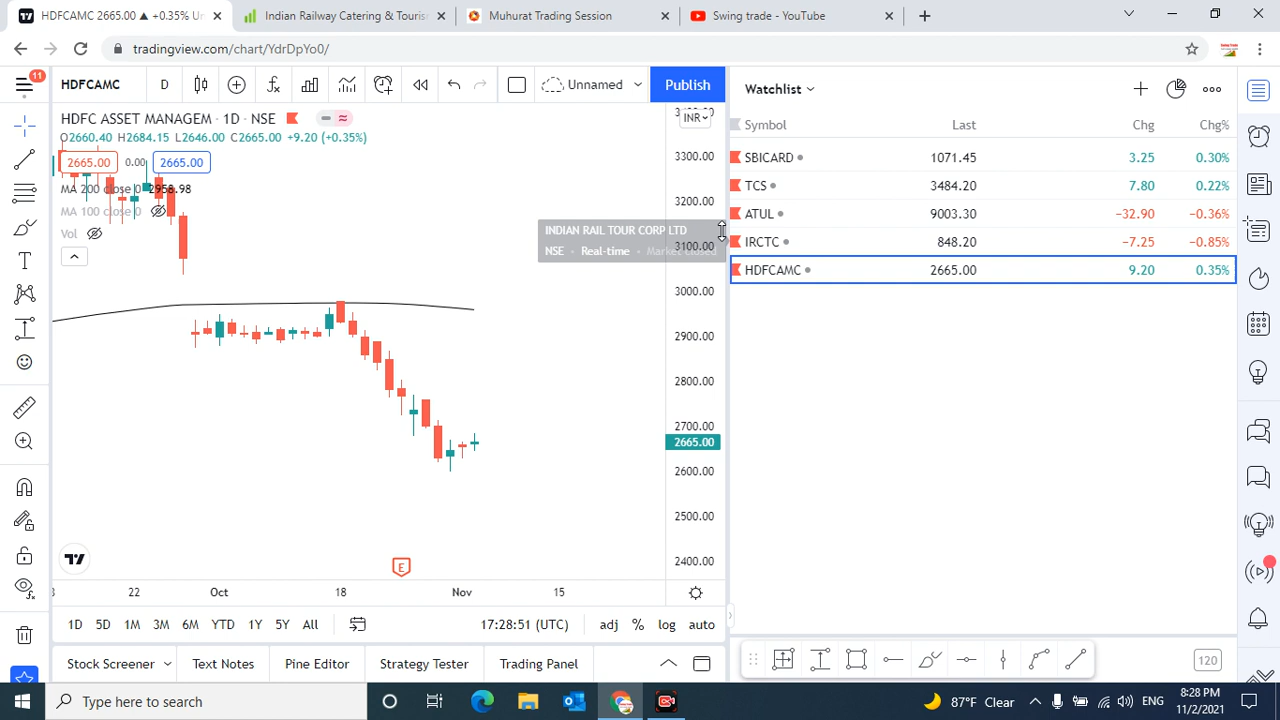 HDFCAMC 2665.00 ▲ +0.35% Un
Indian Railway Catering & Touris
Muhurat Trading Session
Swing trade - YouTube
tradingview.com/chart/YdrDpYo0/
11
HDFCAMC
D
Unnamed
Publish
Watchlist
HDFC ASSET MANAGEM · 1D · NSE
INR
O2660.40 H2684.15 L2646.00 C2665.00 +9.20 (+0.35%)
2665.00 0.00 2665.00
MA 200 close 0 2958.98
MA 100 close 0
Vol
INDIAN RAIL TOUR CORP LTD
NSE • Real-time • Market closed
3300.00
3200.00
3100.00
3000.00
2900.00
2800.00
2700.00
2665.00
2600.00
2500.00
2400.00
E
22 Oct 18 Nov 15
1D 5D 1M 3M 6M YTD 1Y 5Y All
17:28:51 (UTC)
adj % log auto
Stock Screener
Text Notes
Pine Editor
Strategy Tester
Trading Panel
Symbol Last Chg Chg%
SBICARD 1071.45 3.25 0.30%
TCS 3484.20 7.80 0.22%
ATUL 9003.30 −32.90 −0.36%
IRCTC 848.20 −7.25 −0.85%
HDFCAMC 2665.00 9.20 0.35%
120
Type here to search
87°F Clear
ENG
8:28 PM
11/2/2021